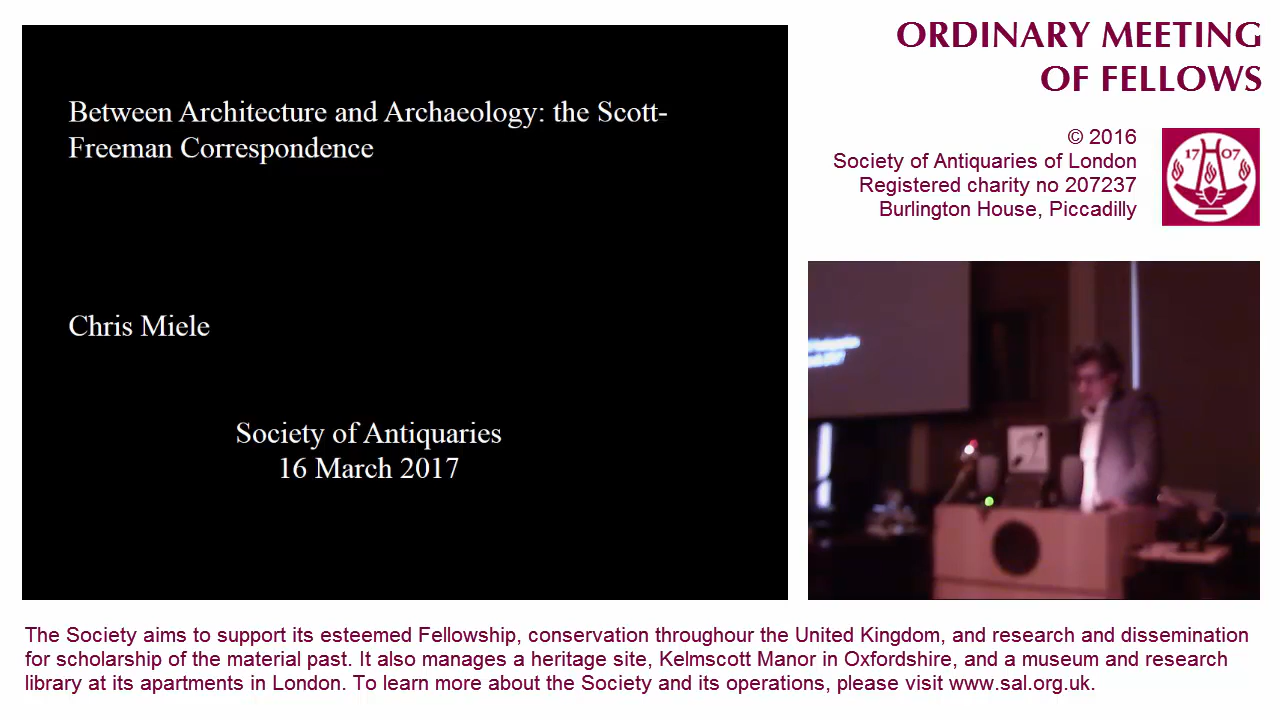 Between Architecture and Archaeology: the Scott-
Freeman Correspondence
Chris Miele
Society of Antiquaries
16 March 2017
ORDINARY MEETING
OF FELLOWS
© 2016
Society of Antiquaries of London
Registered charity no 207237
Burlington House, Piccadilly
17 07
The Society aims to support its esteemed Fellowship, conservation throughour the United Kingdom, and research and dissemination
for scholarship of the material past. It also manages a heritage site, Kelmscott Manor in Oxfordshire, and a museum and research
library at its apartments in London. To learn more about the Society and its operations, please visit www.sal.org.uk.